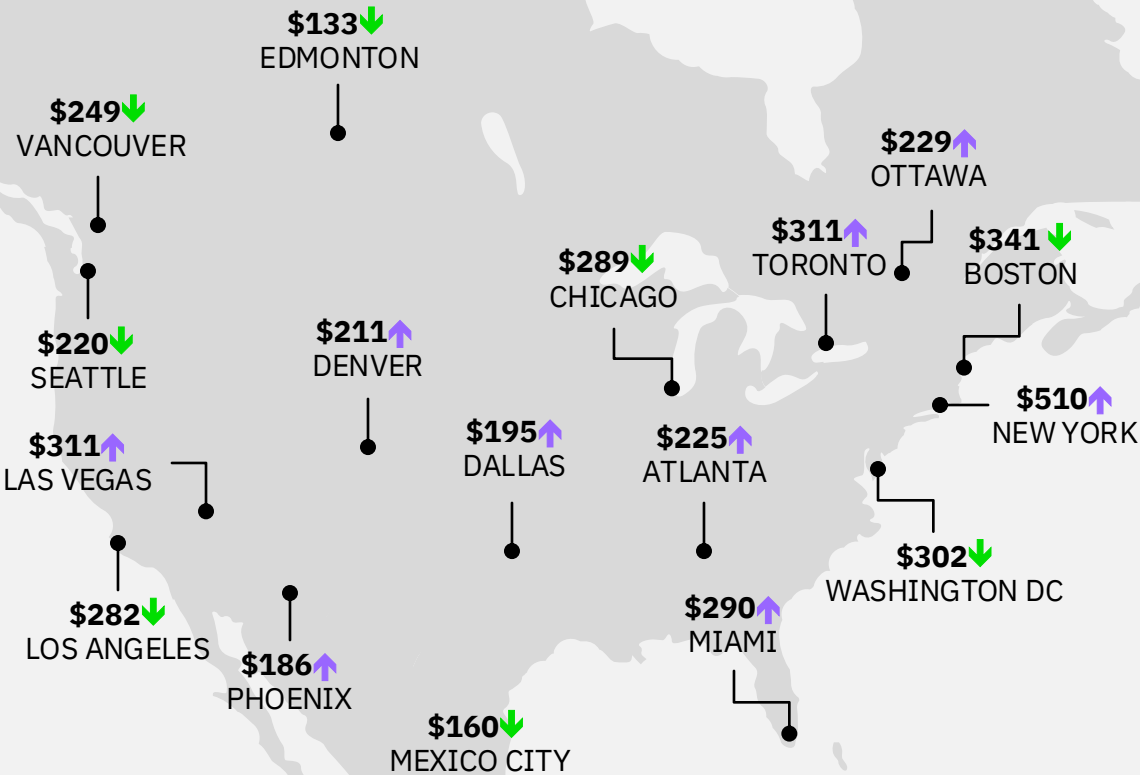 $133
EDMONTON
$249
VANCOUVER
$229
OTTAWA
$311
TORONTO
$341
BOSTON
$289
CHICAGO
$220
SEATTLE
$211
DENVER
$510
NEW YORK
$311
LAS VEGAS
$195
DALLAS
$225
ATLANTA
$302
WASHINGTON DC
$282
LOS ANGELES
$290
MIAMI
$186
PHOENIX
$160
MEXICO CITY